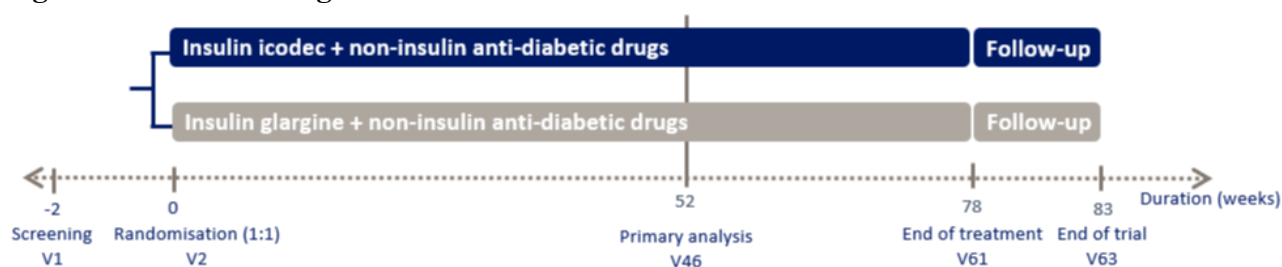 Insulin icodec + non-insulin anti-diabetic drugs
Follow-up
Insulin glargine + non-insulin anti-diabetic drugs
Follow-up
-2
0
52
78
83
Duration (weeks)
Screening
Randomisation (1:1)
Primary analysis
End of treatment
End of trial
V1
V2
V46
V61
V63